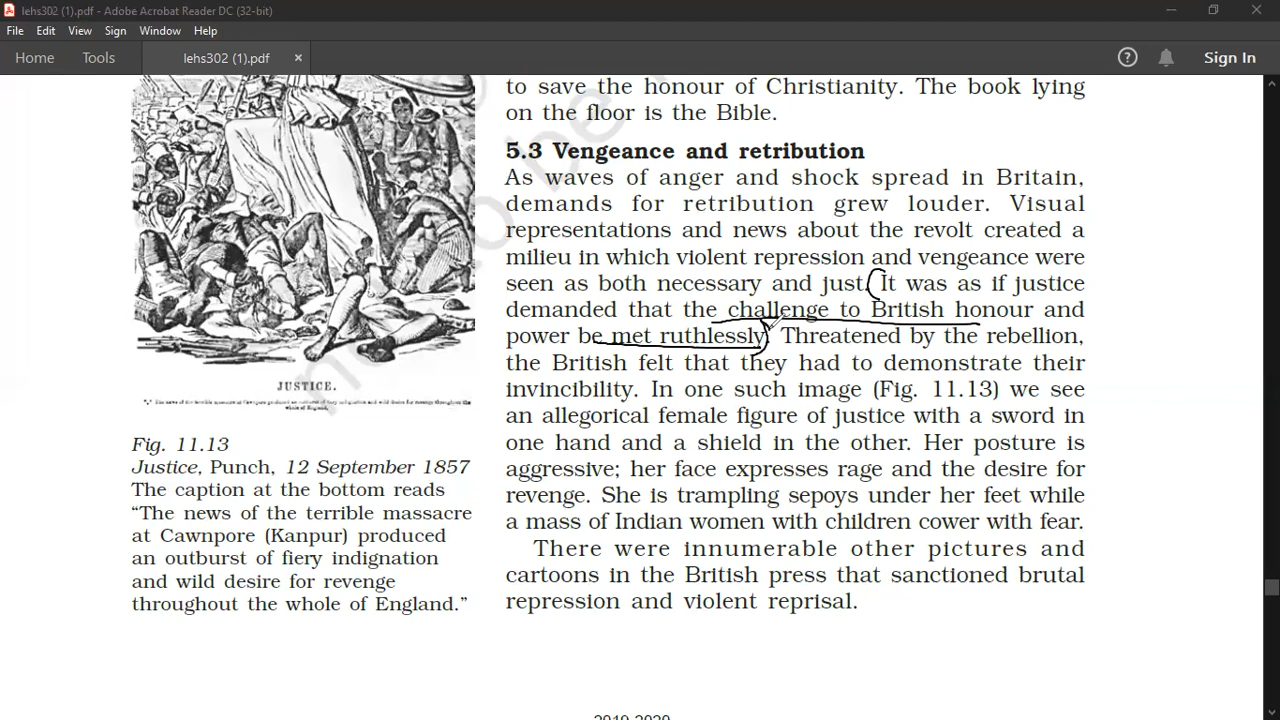 lehs302 (1).pdf - Adobe Acrobat Reader DC (32-bit)
File Edit View Sign Window Help
Home Tools lehs302 (1).pdf × ? Sign In
to save the honour of Christianity. The book lying
on the floor is the Bible.
5.3 Vengeance and retribution
As waves of anger and shock spread in Britain,
demands for retribution grew louder. Visual
representations and news about the revolt created a
milieu in which violent repression and vengeance were
seen as both necessary and just. It was as if justice
demanded that the challenge to British honour and
power be met ruthlessly. Threatened by the rebellion,
the British felt that they had to demonstrate their
invincibility. In one such image (Fig. 11.13) we see
an allegorical female figure of justice with a sword in
one hand and a shield in the other. Her posture is
aggressive; her face expresses rage and the desire for
revenge. She is trampling sepoys under her feet while
a mass of Indian women with children cower with fear.
There were innumerable other pictures and
cartoons in the British press that sanctioned brutal
repression and violent reprisal.
JUSTICE.
Fig. 11.13
Justice, Punch, 12 September 1857
The caption at the bottom reads
“The news of the terrible massacre
at Cawnpore (Kanpur) produced
an outburst of fiery indignation
and wild desire for revenge
throughout the whole of England.”
not to be
2019-2020